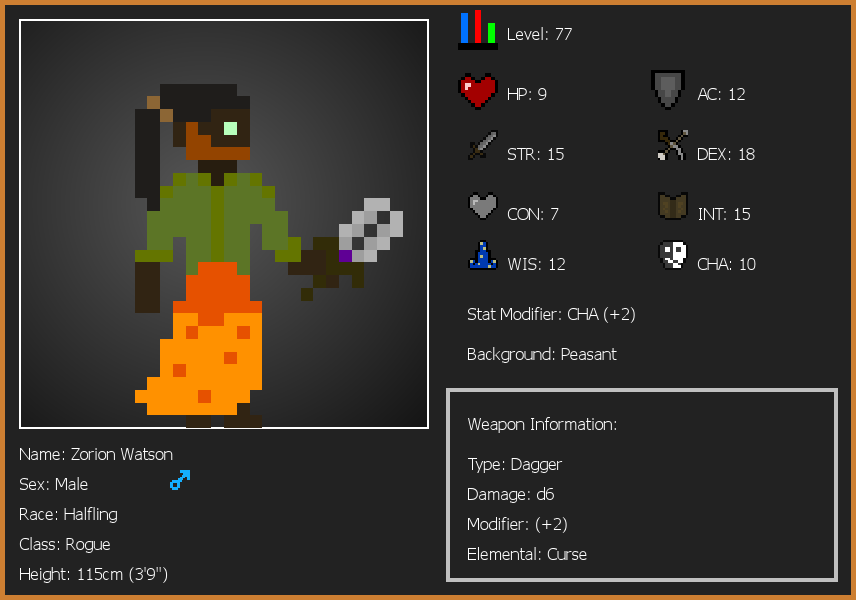 Level: 77
HP: 9
AC: 12
STR: 15
DEX: 18
CON: 7
INT: 15
WIS: 12
CHA: 10
Stat Modifier: CHA (+2)
Background: Peasant
Weapon Information:
Type: Dagger
Damage: d6
Modifier: (+2)
Elemental: Curse
Name: Zorion Watson
Sex: Male
Race: Halfling
Class: Rogue
Height: 115cm (3'9")